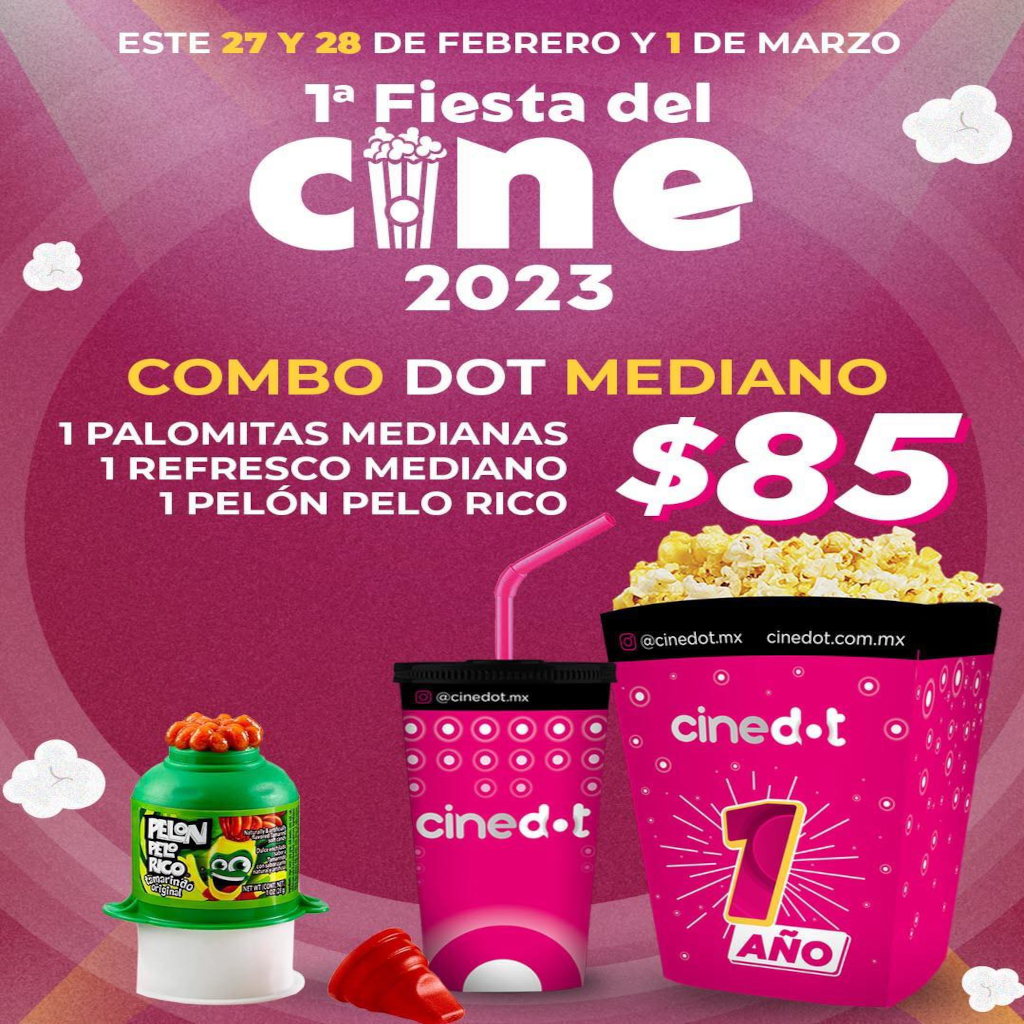 ESTE 27 Y 28 DE FEBRERO Y 1 DE MARZO
1ª Fiesta del
cine
2023
COMBO DOT MEDIANO
1 PALOMITAS MEDIANAS
1 REFRESCO MEDIANO
1 PELÓN PELO RICO
$85
@cinedot.mx cinedot.com.mx
@cinedot.mx
cinedot
cinedot
1
AÑO
PELON
PELO
RICO
tamarindo
original